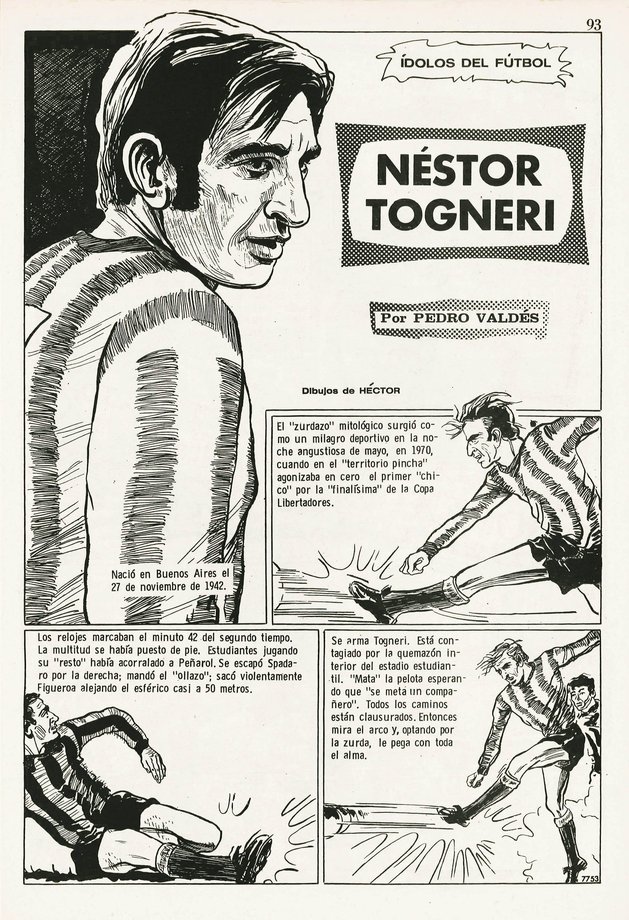 93
ÍDOLOS DEL FÚTBOL
NÉSTOR
TOGNERI
Por PEDRO VALDÉS
Dibujos de HÉCTOR
Nació en Buenos Aires el
27 de noviembre de 1942.
El "zurdazo" mitológico surgió co-
mo un milagro deportivo en la no-
che angustiosa de mayo, en 1970,
cuando en el "territorio pincha"
agonizaba en cero el primer "chi-
co" por la "finalísima" de la Copa
Libertadores.
Los relojes marcaban el minuto 42 del segundo tiempo.
La multitud se había puesto de pie. Estudiantes jugando
su "resto" había acorralado a Peñarol. Se escapó Spada-
ro por la derecha; mandó el "ollazo"; sacó violentamente
Figueroa alejando el esférico casi a 50 metros.
Se arma Togneri. Está con-
tagiado por la quemazón in-
terior del estadio estudian-
til. "Mata" la pelota esperan-
do que "se meta un compa-
ñero". Todos los caminos
están clausurados. Entonces
mira el arco y, optando por
la zurda, le pega con toda
el alma.
7753